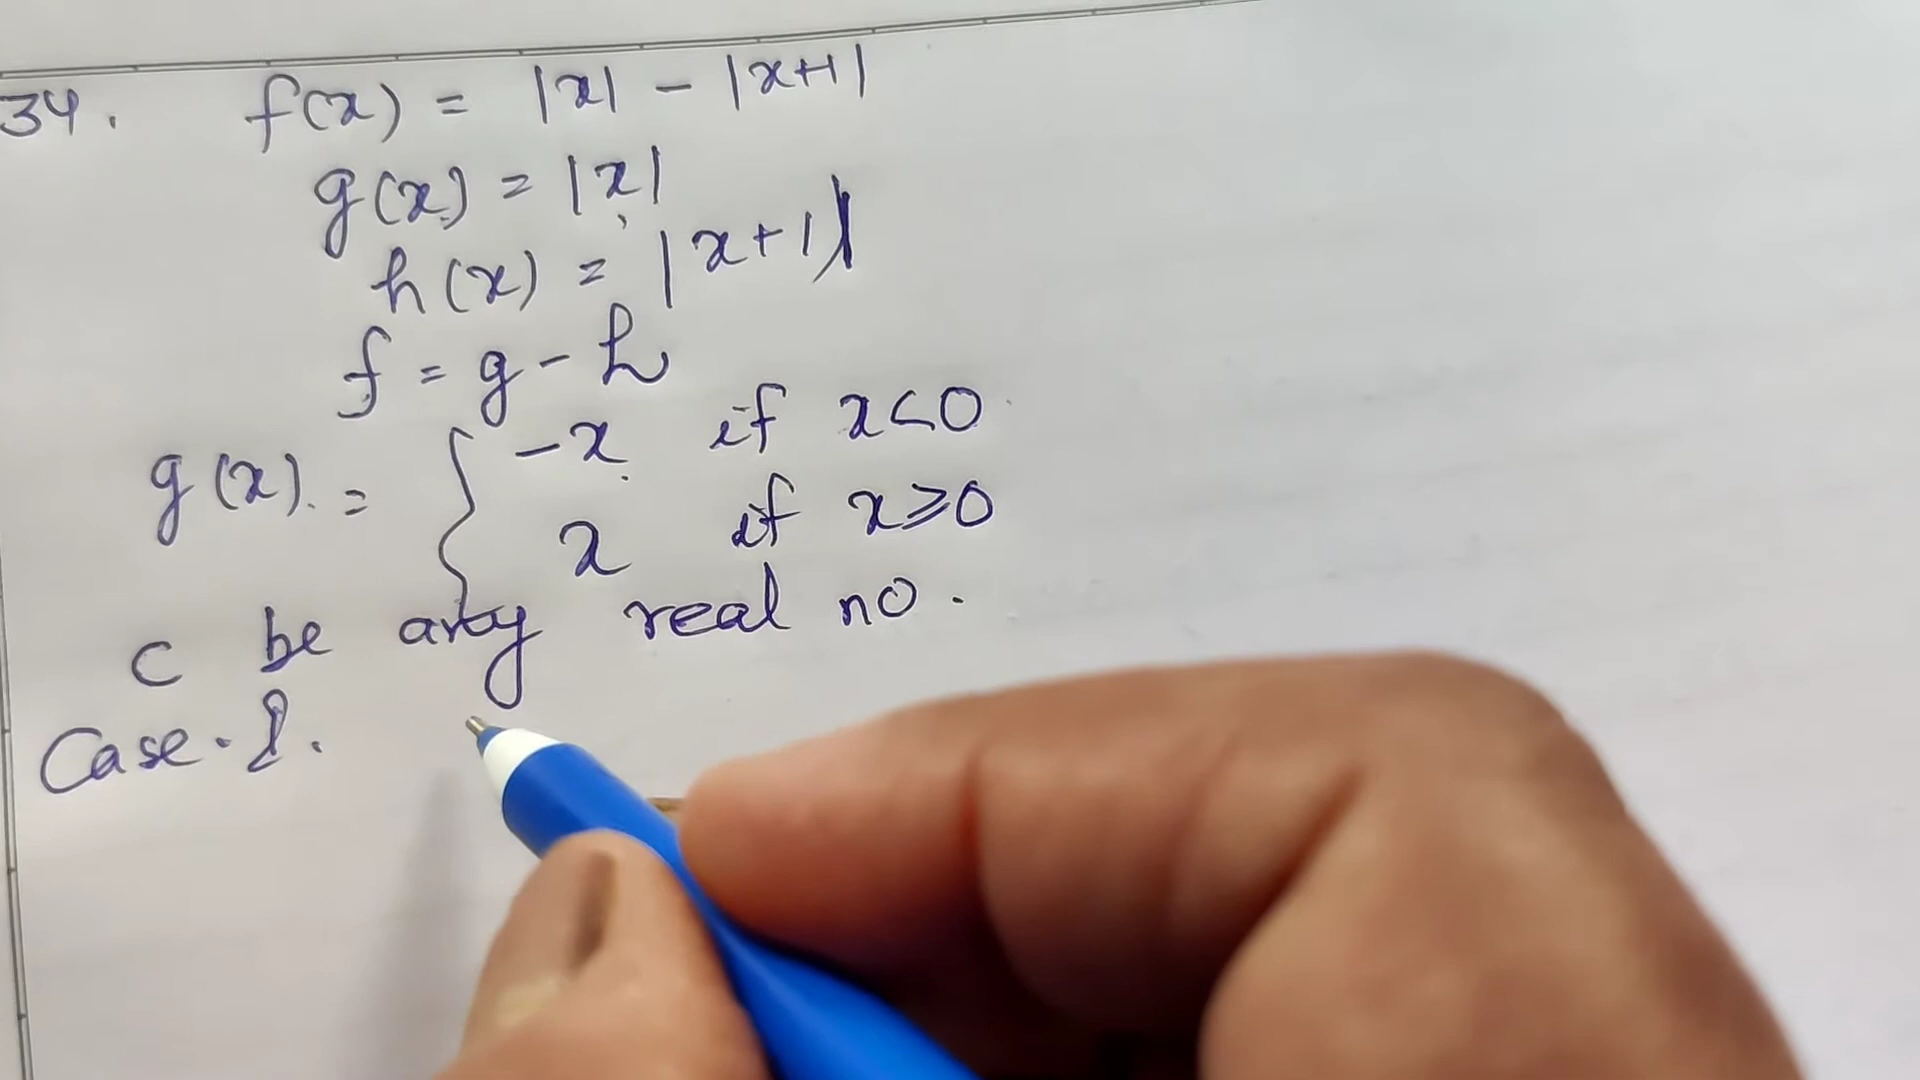 34. f(x) = |x| - |x+1|
g(x) = |x|
h(x) = |x+1|
f = g - h
g(x) = { -x if x<0
x if x≥0
c be any real no.
Case. I.